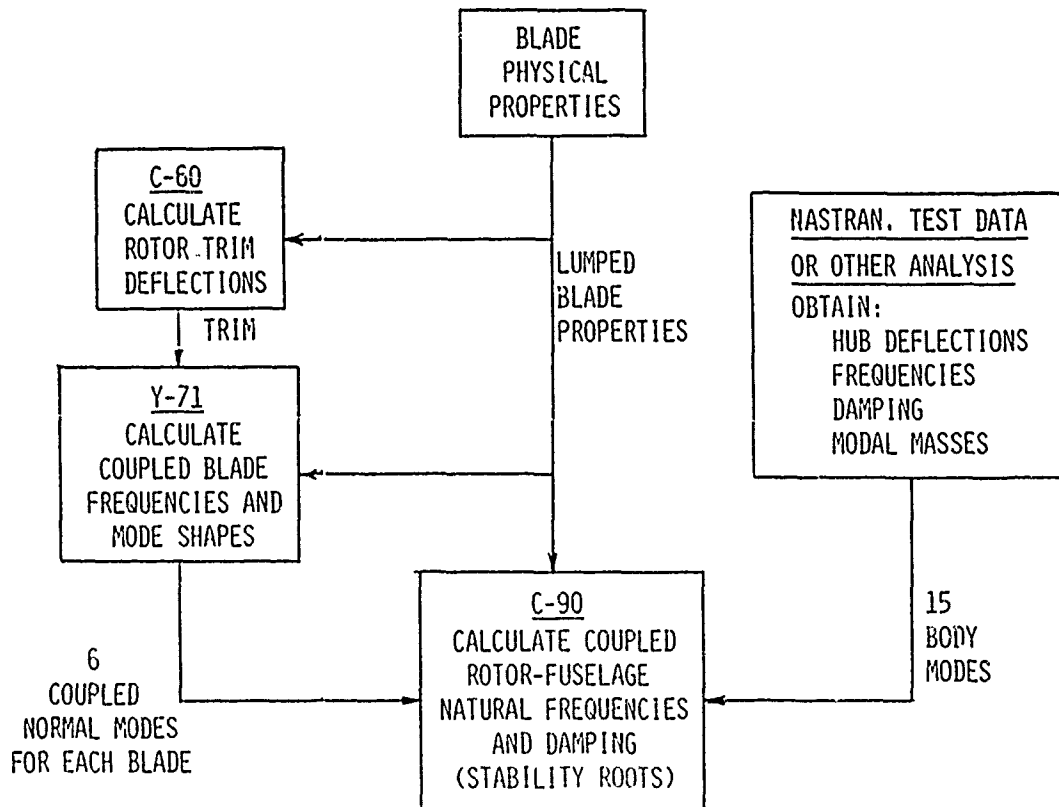 BLADE
PHYSICAL
PROPERTIES
C-60
CALCULATE
ROTOR TRIM
DEFLECTIONS
TRIM
LUMPED
BLADE
PROPERTIES
NASTRAN. TEST DATA
OR OTHER ANALYSIS
OBTAIN:
HUB DEFLECTIONS
FREQUENCIES
DAMPING
MODAL MASSES
Y-71
CALCULATE
COUPLED BLADE
FREQUENCIES AND
MODE SHAPES
6
COUPLED
NORMAL MODES
FOR EACH BLADE
C-90
CALCULATE COUPLED
ROTOR-FUSELAGE
NATURAL FREQUENCIES
AND DAMPING
(STABILITY ROOTS)
15
BODY
MODES